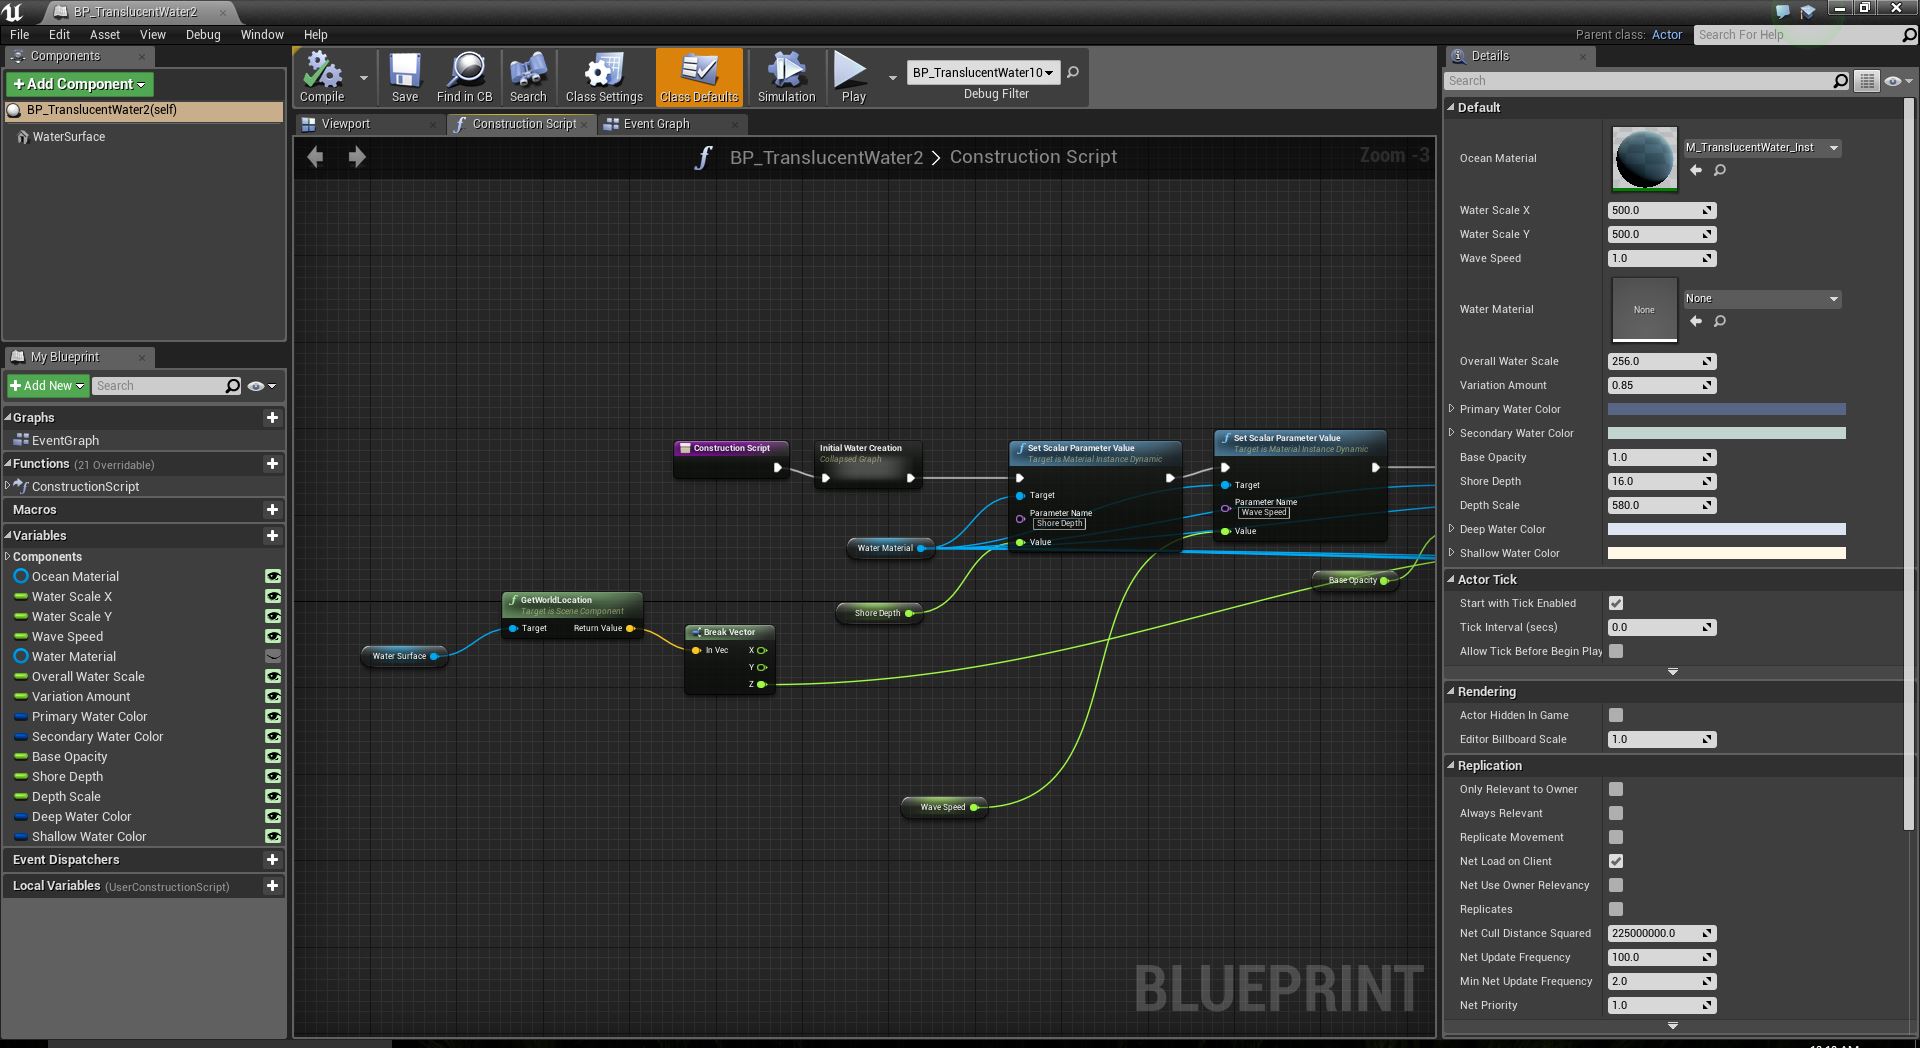 BP_TranslucentWater2
File Edit Asset View Debug Window Help
Parent class: Actor
Search For Help
Components
Add Component
BP_TranslucentWater2(self)
WaterSurface
My Blueprint
Add New
Search
Graphs
EventGraph
Functions (21 Overridable)
ConstructionScript
Macros
Variables
Components
Ocean Material
Water Scale X
Water Scale Y
Wave Speed
Water Material
Overall Water Scale
Variation Amount
Primary Water Color
Secondary Water Color
Base Opacity
Shore Depth
Depth Scale
Deep Water Color
Shallow Water Color
Event Dispatchers
Local Variables (UserConstructionScript)
Compile
Save
Find in CB
Search
Class Settings
Class Defaults
Simulation
Play
BP_TranslucentWater10
Debug Filter
Viewport
Construction Script
Event Graph
BP_TranslucentWater2 > Construction Script
Zoom -3
Construction Script
Initial Water Creation
Collapsed Graph
Set Scalar Parameter Value
Target is Material Instance Dynamic
Target
Parameter Name
Shore Depth
Value
Set Scalar Parameter Value
Target is Material Instance Dynamic
Target
Parameter Name
Wave Speed
Value
Water Material
Base Opacity
Shore Depth
GetWorldLocation
Target is Scene Component
Target Return Value
Water Surface
Break Vector
In Vec X
Y
Z
Wave Speed
BLUEPRINT
Details
Search
Default
Ocean Material
M_TranslucentWater_Inst
Water Scale X 500.0
Water Scale Y 500.0
Wave Speed 1.0
Water Material
None
None
Overall Water Scale 256.0
Variation Amount 0.85
Primary Water Color
Secondary Water Color
Base Opacity 1.0
Shore Depth 16.0
Depth Scale 580.0
Deep Water Color
Shallow Water Color
Actor Tick
Start with Tick Enabled
Tick Interval (secs) 0.0
Allow Tick Before Begin Play
Rendering
Actor Hidden In Game
Editor Billboard Scale 1.0
Replication
Only Relevant to Owner
Always Relevant
Replicate Movement
Net Load on Client
Net Use Owner Relevancy
Replicates
Net Cull Distance Squared 225000000.0
Net Update Frequency 100.0
Min Net Update Frequency 2.0
Net Priority 1.0